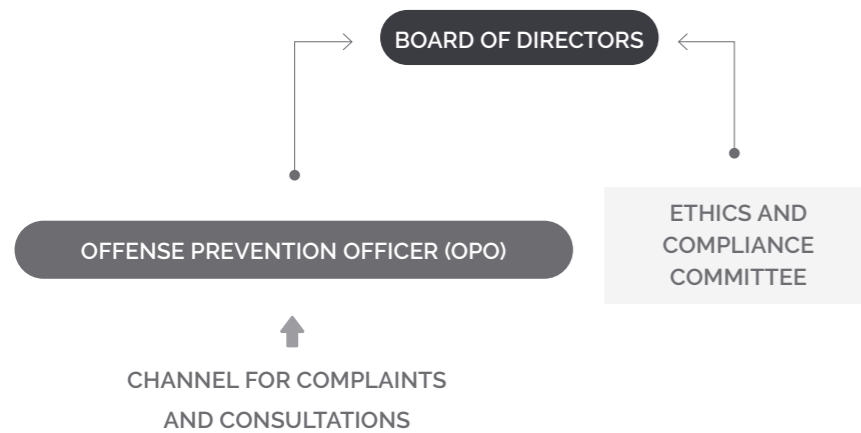 BOARD OF DIRECTORS
OFFENSE PREVENTION OFFICER (OPO)
ETHICS AND
COMPLIANCE
COMMITTEE
CHANNEL FOR COMPLAINTS
AND CONSULTATIONS